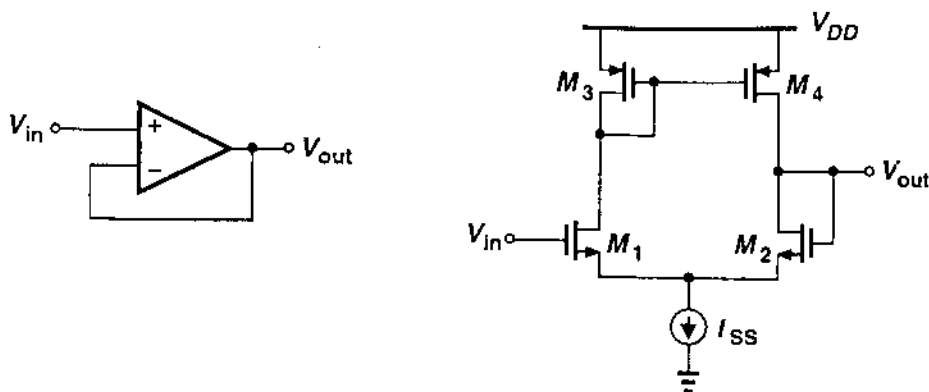 V_in
+
−
V_out
V_DD
M_3
M_4
V_out
V_in
M_1
M_2
I_SS